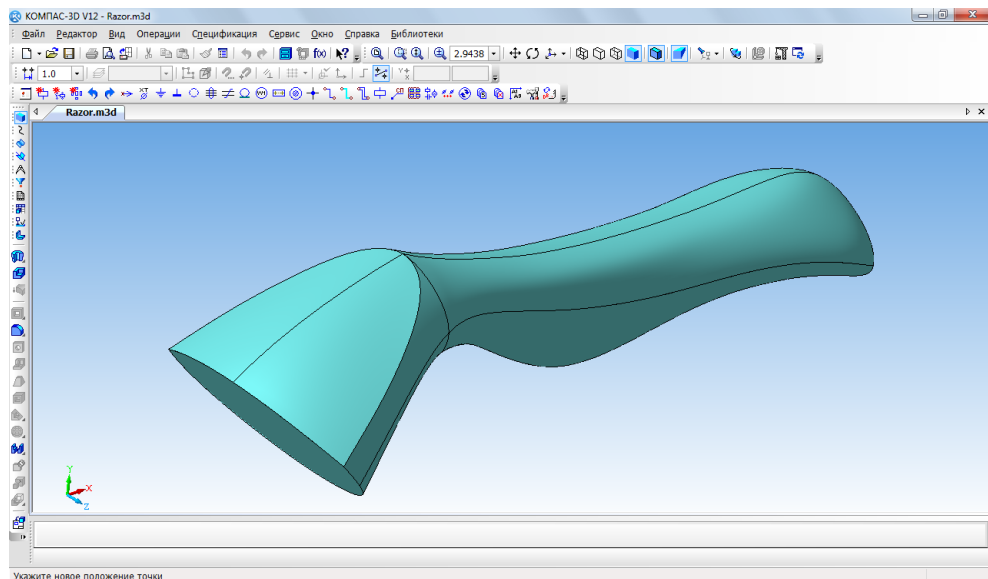 КОМПАС-3D V12 - Razor.m3d
Файл Редактор Вид Операции Спецификация Сервис Окно Справка Библиотеки
f(x) 2.9438
1.0
Razor.m3d
Y
X
Z
Укажите новое положение точки